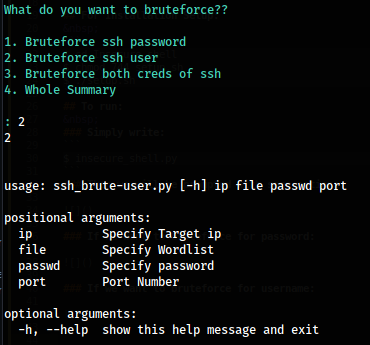 What do you want to bruteforce??
1. Bruteforce ssh password
2. Bruteforce ssh user
3. Bruteforce both creds of ssh
4. Whole Summary
: 2
2
usage: ssh_brute-user.py [-h] ip file passwd port
positional arguments:
ip Specify Target ip
file Specify Wordlist
passwd Specify password
port Port Number
optional arguments:
-h, --help show this help message and exit